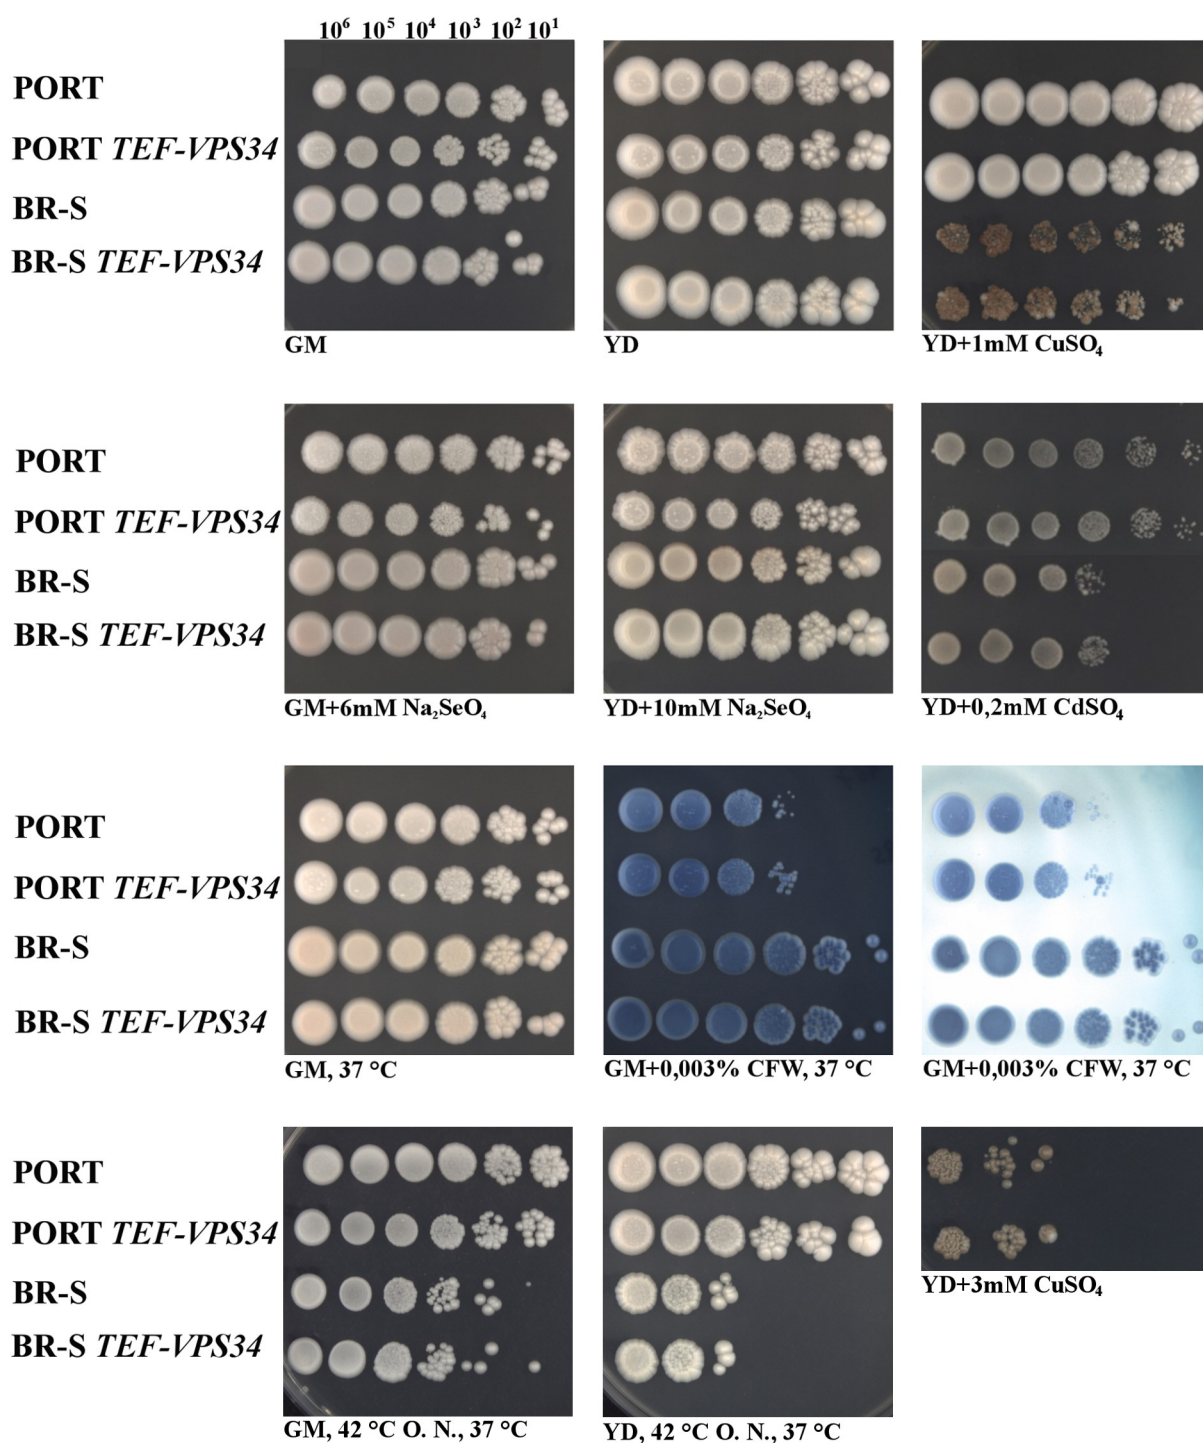 10⁶ 10⁵ 10⁴ 10³ 10² 10¹
PORT
PORT TEF-VPS34
BR-S
BR-S TEF-VPS34
GM
YD
YD+1mM CuSO₄
PORT
PORT TEF-VPS34
BR-S
BR-S TEF-VPS34
GM+6mM Na₂SeO₄
YD+10mM Na₂SeO₄
YD+0,2mM CdSO₄
PORT
PORT TEF-VPS34
BR-S
BR-S TEF-VPS34
GM, 37 °C
GM+0,003% CFW, 37 °C
GM+0,003% CFW, 37 °C
PORT
PORT TEF-VPS34
BR-S
BR-S TEF-VPS34
YD+3mM CuSO₄
GM, 42 °C O. N., 37 °C
YD, 42 °C O. N., 37 °C